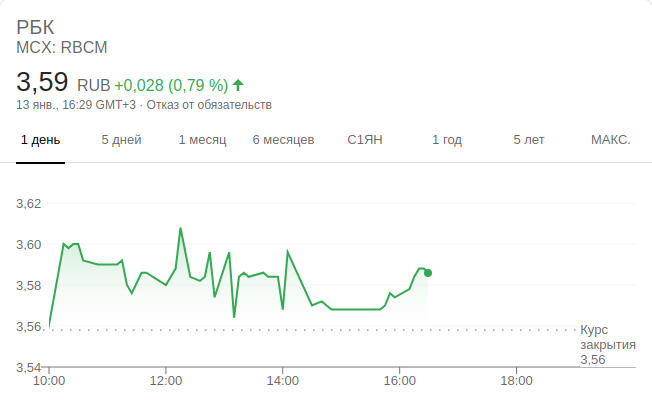 РБК
MCX: RBCM
3,59 RUB +0,028 (0,79 %)
13 янв., 16:29 GMT+3 · Отказ от обязательств
1 день 5 дней 1 месяц 6 месяцев С1ЯН 1 год 5 лет МАКС.
3,62
3,60
3,58
3,56
Курс
закрытия
3,56
3,54
10:00 12:00 14:00 16:00 18:00